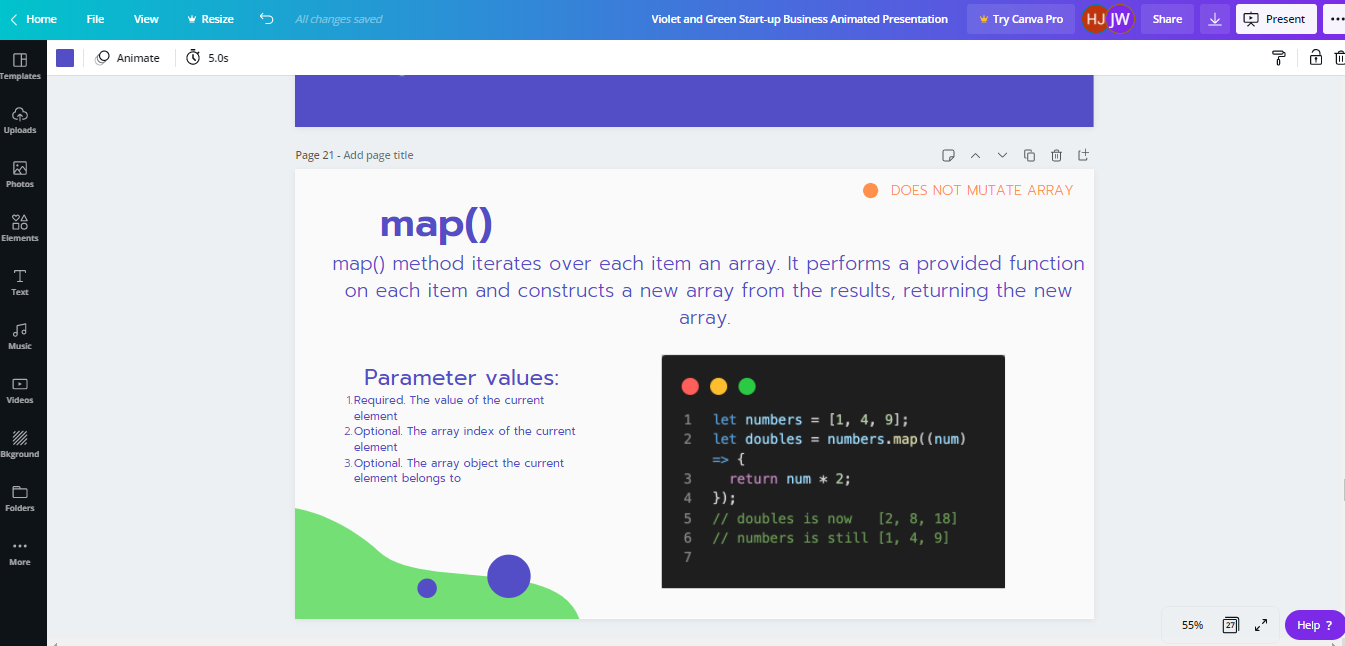 Home File View Resize All changes saved Violet and Green Start-up Business Animated Presentation Try Canva Pro HJ JW Share Present
Animate 5.0s
Templates
Uploads
Photos
Elements
Text
Music
Videos
Bkground
Folders
More
Page 21 - Add page title
DOES NOT MUTATE ARRAY
map()
map() method iterates over each item an array. It performs a provided function
on each item and constructs a new array from the results, returning the new
array.
Parameter values:
1. Required. The value of the current
element
2. Optional. The array index of the current
element
3. Optional. The array object the current
element belongs to
1 let numbers = [1, 4, 9];
2 let doubles = numbers.map((num)
=> {
3 return num * 2;
4 });
5 // doubles is now [2, 8, 18]
6 // numbers is still [1, 4, 9]
7
55% 27 Help ?